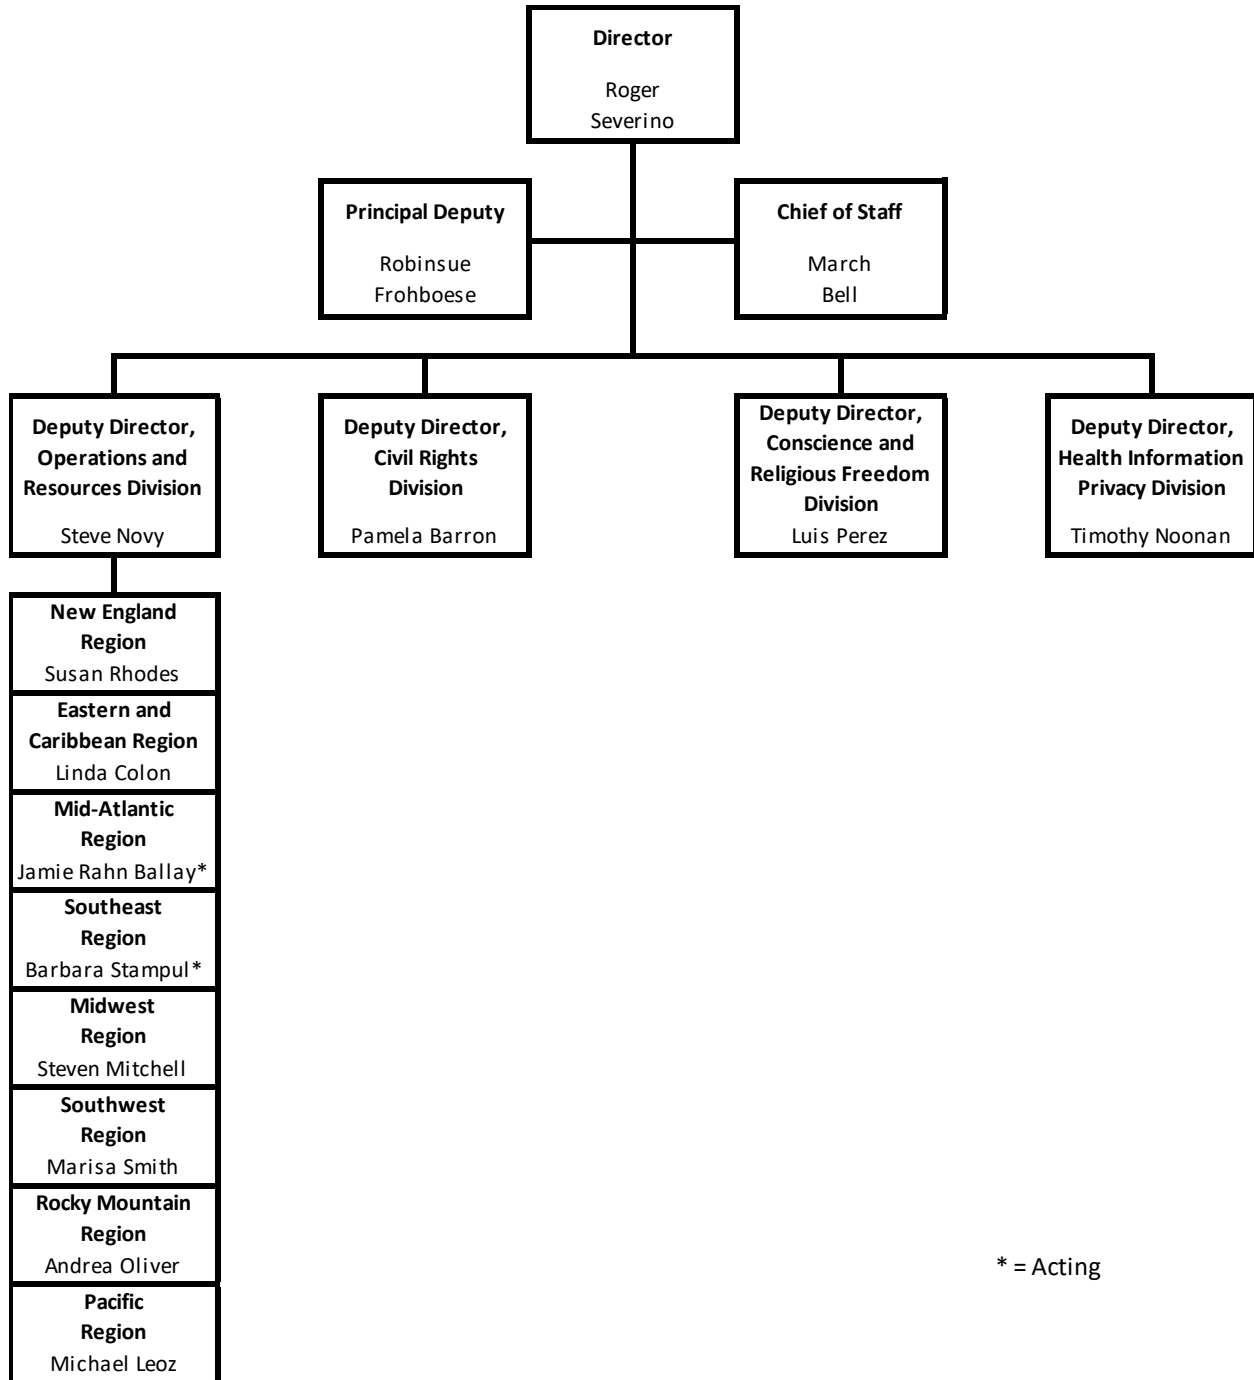 Director
Roger
Severino
Principal Deputy
Robinsue
Frohboese
Chief of Staff
March
Bell
Deputy Director,
Operations and
Resources Division
Steve Novy
Deputy Director,
Civil Rights
Division
Pamela Barron
Deputy Director,
Conscience and
Religious Freedom
Division
Luis Perez
Deputy Director,
Health Information
Privacy Division
Timothy Noonan
New England
Region
Susan Rhodes
Eastern and
Caribbean Region
Linda Colon
Mid-Atlantic
Region
Jamie Rahn Ballay*
Southeast
Region
Barbara Stampul*
Midwest
Region
Steven Mitchell
Southwest
Region
Marisa Smith
Rocky Mountain
Region
Andrea Oliver
Pacific
Region
Michael Leoz
* = Acting